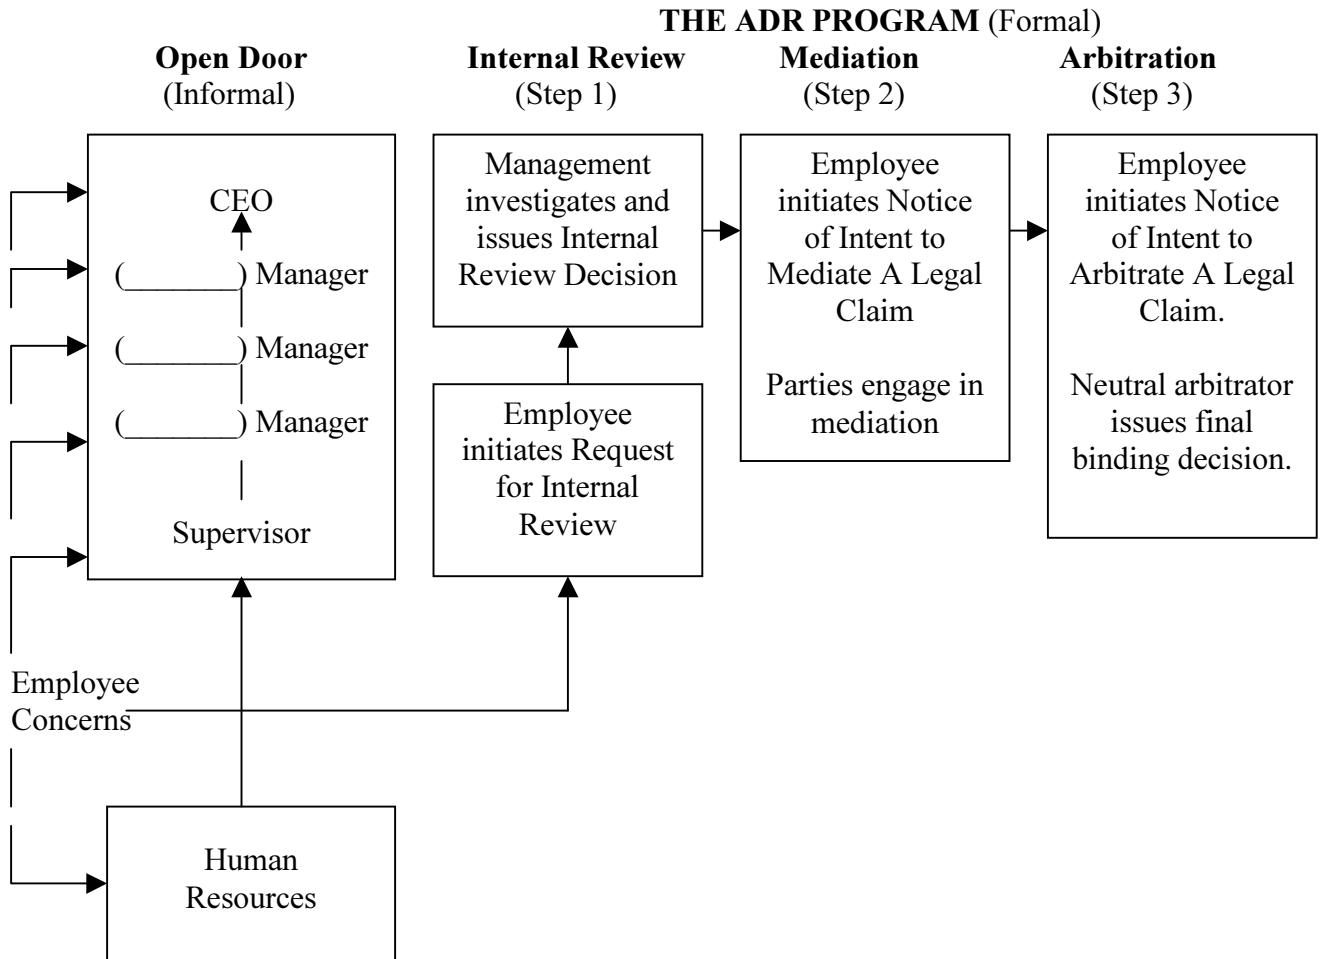 THE ADR PROGRAM (Formal)
Open Door
(Informal)
Internal Review
(Step 1)
Mediation
(Step 2)
Arbitration
(Step 3)
CEO
(_______) Manager
(________) Manager
(________) Manager
Supervisor
Employee
Concerns
Human
Resources
Management
investigates and
issues Internal
Review Decision
Employee
initiates Request
for Internal
Review
Employee
initiates Notice
of Intent to
Mediate A Legal
Claim
Parties engage in
mediation
Employee
initiates Notice
of Intent to
Arbitrate A Legal
Claim.
Neutral arbitrator
issues final
binding decision.